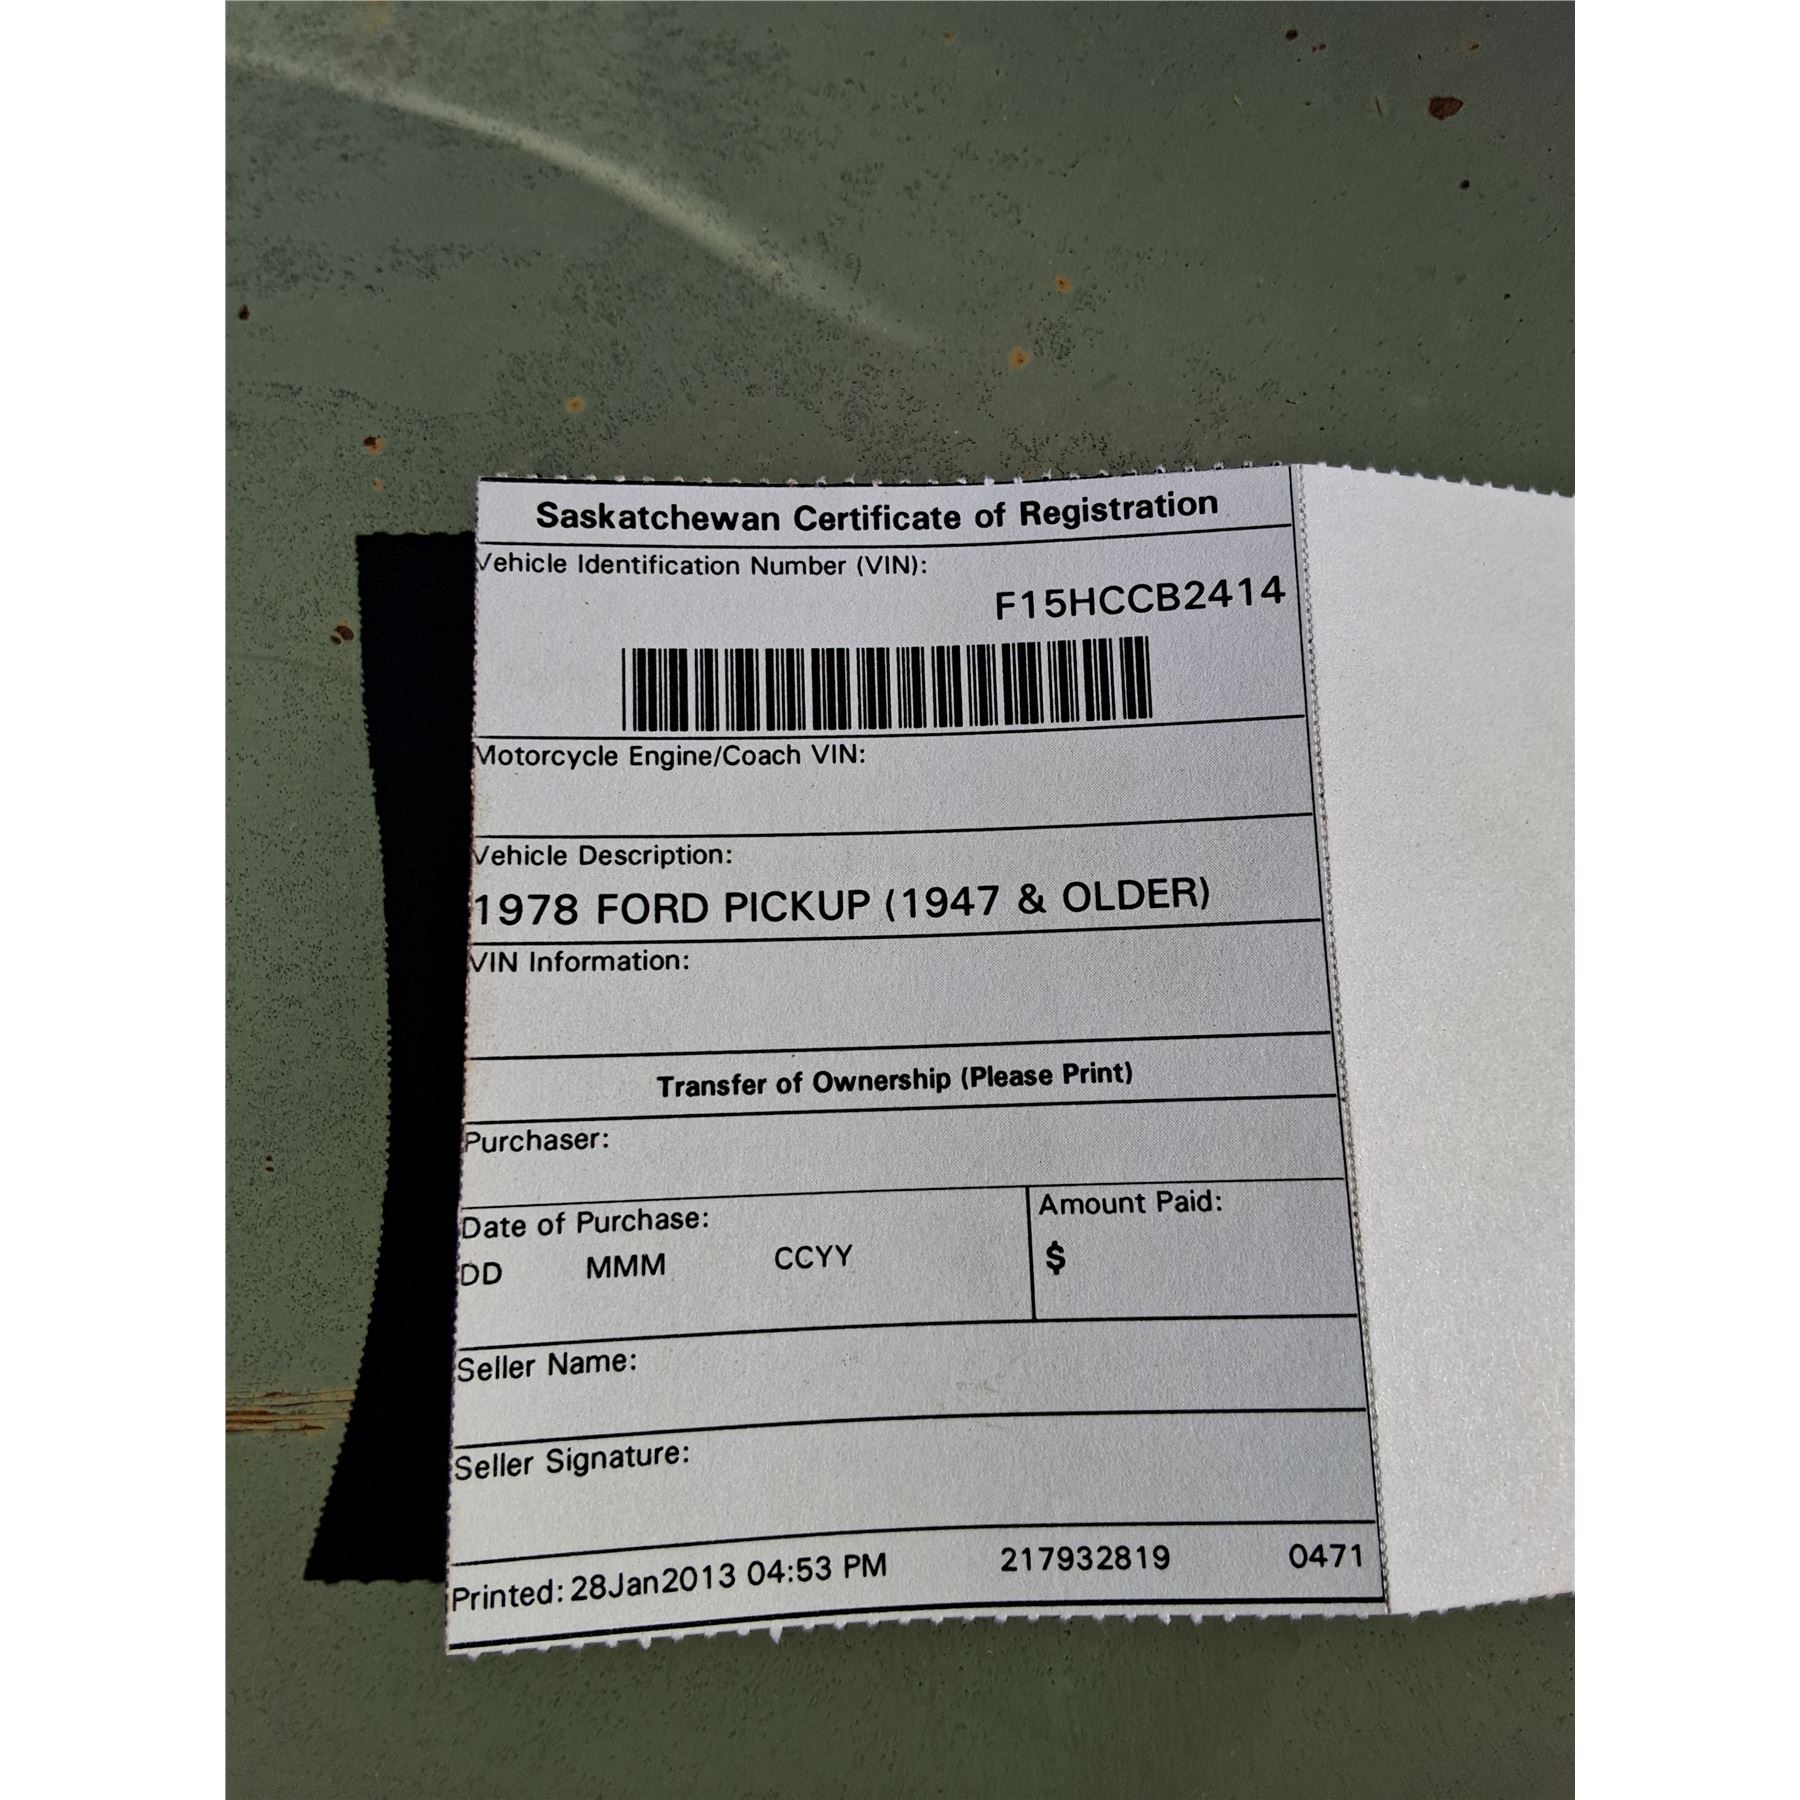 Saskatchewan Certificate of Registration
Vehicle Identification Number (VIN):
F15HCCB2414
Motorcycle Engine/Coach VIN:
Vehicle Description:
1978 FORD PICKUP (1947 & OLDER)
VIN Information:
Transfer of Ownership (Please Print)
Purchaser:
Date of Purchase:
DD MMM CCYY
Amount Paid:
$
Seller Name:
Seller Signature:
Printed: 28Jan2013 04:53 PM 217932819 0471